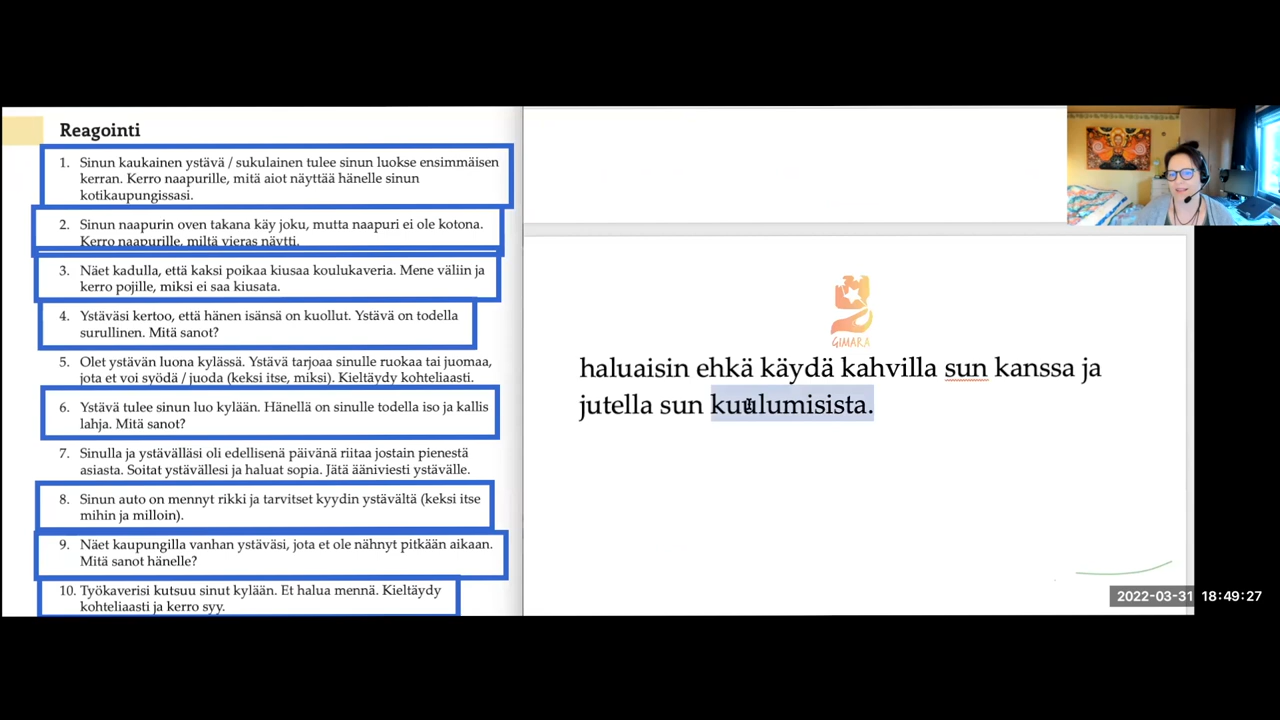 Reagointi
1. Sinun kaukainen ystävä / sukulainen tulee sinun luokse ensimmäisen
kerran. Kerro naapurille, mitä aiot näyttää hänelle sinun
kotikaupungissasi.
2. Sinun naapurin oven takana käy joku, mutta naapuri ei ole kotona.
Kerro naapurille, miltä vieras näytti.
3. Näet kadulla, että kaksi poikaa kiusaa koulukaveria. Mene väliin ja
kerro pojille, miksi ei saa kiusata.
4. Ystäväsi kertoo, että hänen isänsä on kuollut. Ystävä on todella
surullinen. Mitä sanot?
5. Olet ystävän luona kylässä. Ystävä tarjoaa sinulle ruokaa tai juomaa,
jota et voi syödä / juoda (keksi itse, miksi). Kieltäydy kohteliaasti.
6. Ystävä tulee sinun luo kylään. Hänellä on sinulle todella iso ja kallis
lahja. Mitä sanot?
7. Sinulla ja ystävälläsi oli edellisenä päivänä riitaa jostain pienestä
asiasta. Soitat ystävällesi ja haluat sopia. Jätä ääniviesti ystävälle.
8. Sinun auto on mennyt rikki ja tarvitset kyydin ystävältä (keksi itse
mihin ja milloin).
9. Näet kaupungilla vanhan ystäväsi, jota et ole nähnyt pitkään aikaan.
Mitä sanot hänelle?
10. Työkaverisi kutsuu sinut kylään. Et halua mennä. Kieltäydy
kohteliaasti ja kerro syy.
GIMARA
haluaisin ehkä käydä kahvilla sun kanssa ja
jutella sun kuulumisista.
2022-03-31 18:49:27